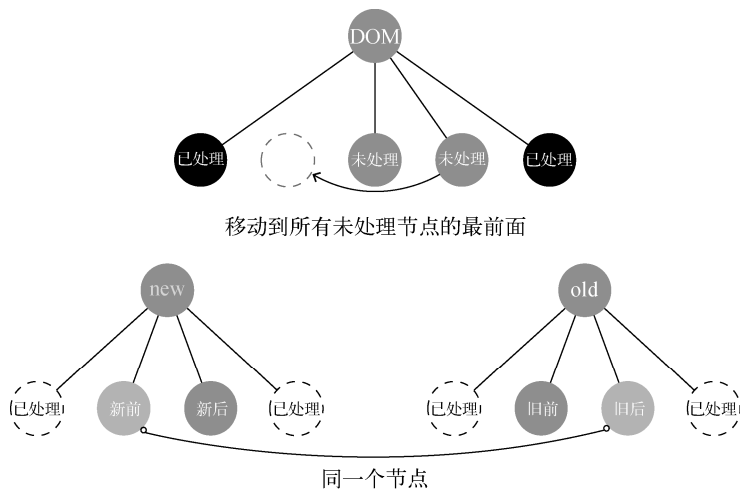 DOM
已处理
未处理
未处理
已处理
移动到所有未处理节点的最前面
new
old
已处理
新前
新后
已处理
已处理
旧前
旧后
已处理
同一个节点